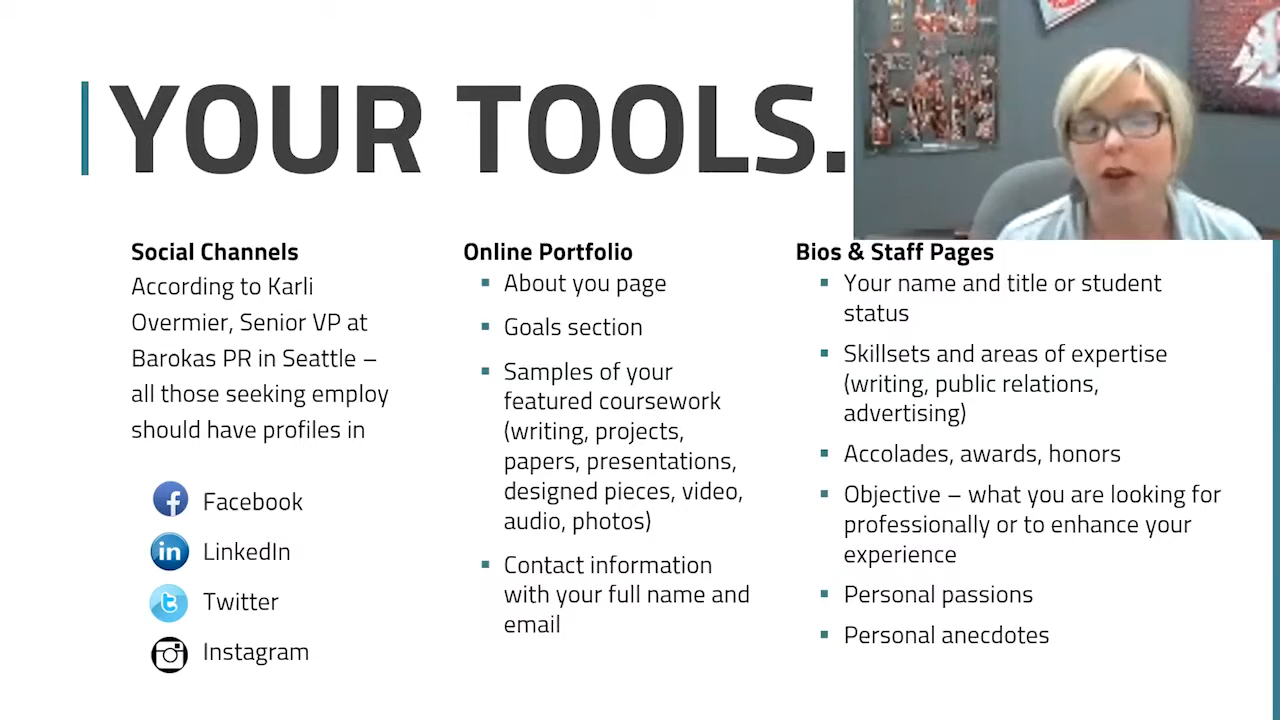 YOUR TOOLS.
Social Channels
According to Karli
Overmier, Senior VP at
Barokas PR in Seattle –
all those seeking employ
should have profiles in
Facebook
LinkedIn
Twitter
Instagram
Online Portfolio
About you page
Goals section
Samples of your
featured coursework
(writing, projects,
papers, presentations,
designed pieces, video,
audio, photos)
Contact information
with your full name and
email
Bios & Staff Pages
Your name and title or student
status
Skillsets and areas of expertise
(writing, public relations,
advertising)
Accolades, awards, honors
Objective – what you are looking for
professionally or to enhance your
experience
Personal passions
Personal anecdotes